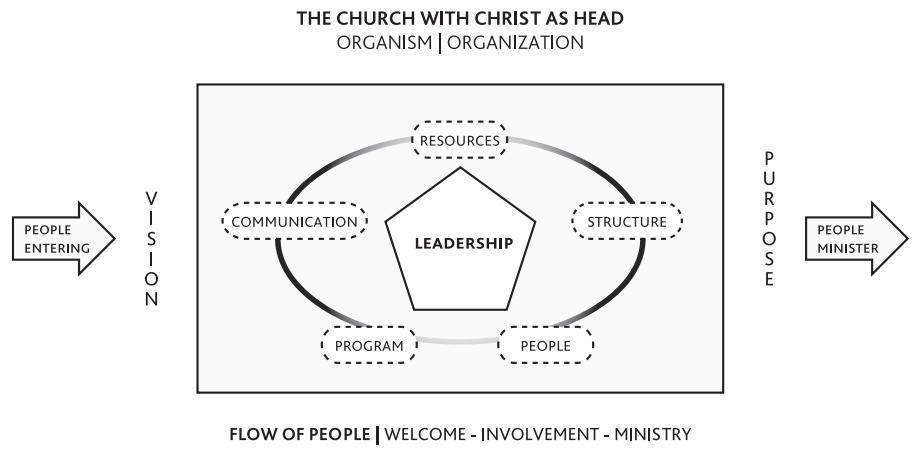 THE CHURCH WITH CHRIST AS HEAD
ORGANISM | ORGANIZATION
PEOPLE
ENTERING
VISION
RESOURCES
COMMUNICATION
STRUCTURE
LEADERSHIP
PROGRAM
PEOPLE
PURPOSE
PEOPLE
MINISTER
FLOW OF PEOPLE | WELCOME - INVOLVEMENT - MINISTRY